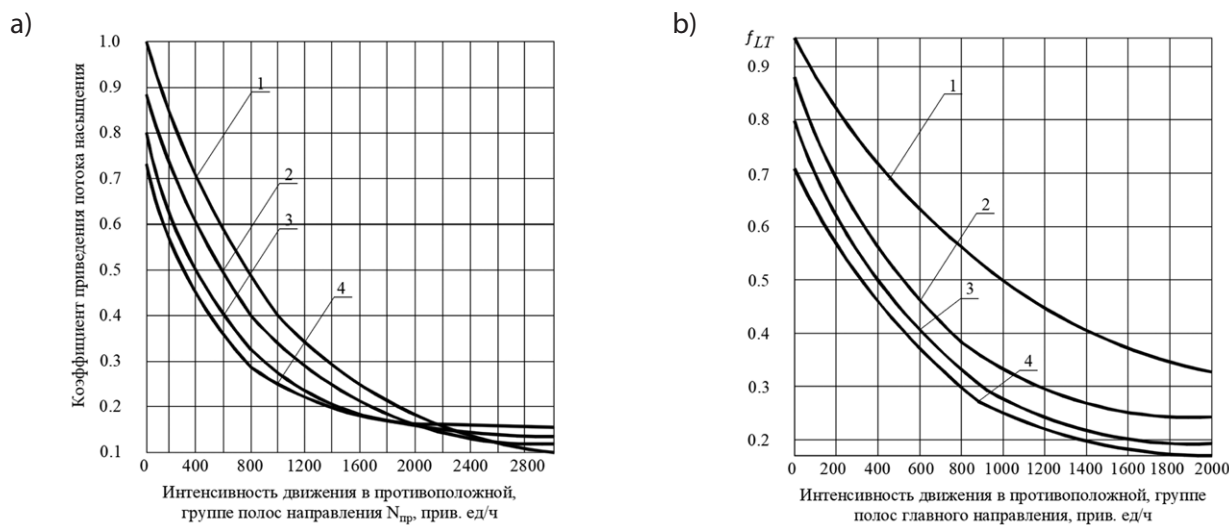 a)
Коэффициент приведения потока насыщения
1.0
0.9
0.8
0.7
0.6
0.5
0.4
0.3
0.2
0.1
1
2
3
4
0 400 800 1200 1600 2000 2400 2800
Интенсивность движения в противоположной,
группе полос направления Nпр, прив. ед/ч
b)
fLT
0.9
0.8
0.7
0.6
0.5
0.4
0.3
0.2
1
2
3
4
0 200 400 600 800 1000 1200 1400 1600 1800 2000
Интенсивность движения в противоположной, группе
полос главного направления, прив. ед/ч